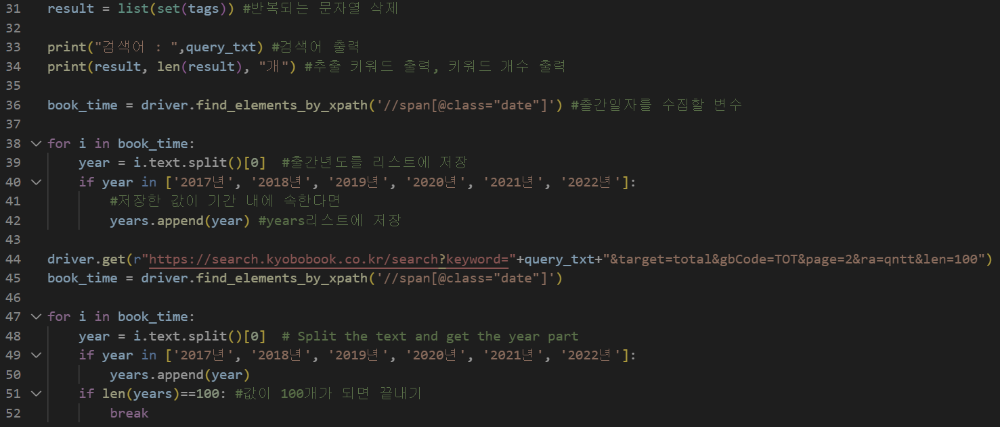 31 result = list(set(tags)) #반복되는 문자열 삭제
32
33 print("검색어 : ",query_txt) #검색어 출력
34 print(result, len(result), "개") #추출 키워드 출력, 키워드 개수 출력
35
36 book_time = driver.find_elements_by_xpath('//span[@class="date"]') #출간일자를 수집할 변수
37
38 for i in book_time:
39 year = i.text.split()[0]  #출간년도를 리스트에 저장
40 if year in ['2017년', '2018년', '2019년', '2020년', '2021년', '2022년']:
41 #저장한 값이 기간 내에 속한다면
42 years.append(year) #years리스트에 저장
43
44 driver.get(r"https://search.kyobobook.co.kr/search?keyword="+query_txt+"&target=total&gbCode=TOT&page=2&ra=qntt&len=100")
45 book_time = driver.find_elements_by_xpath('//span[@class="date"]')
46
47 for i in book_time:
48 year = i.text.split()[0]  # Split the text and get the year part
49 if year in ['2017년', '2018년', '2019년', '2020년', '2021년', '2022년']:
50 years.append(year)
51 if len(years)==100: #값이 100개가 되면 끝내기
52 break